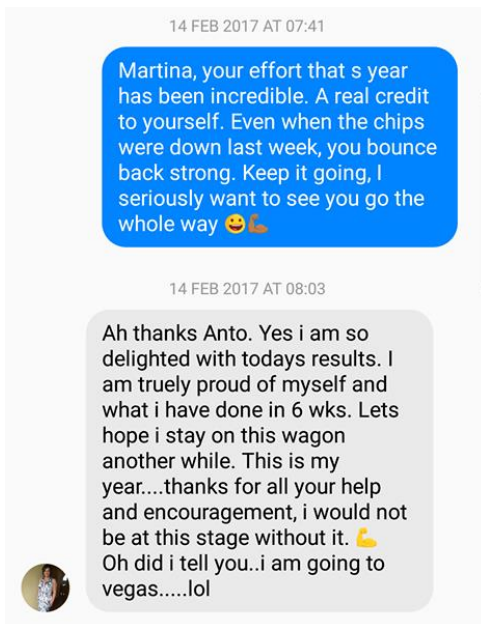 14 FEB 2017 AT 07:41
Martina, your effort that s year
has been incredible. A real credit
to yourself. Even when the chips
were down last week, you bounce
back strong. Keep it going, I
seriously want to see you go the
whole way 😀💪🏾
14 FEB 2017 AT 08:03
Ah thanks Anto. Yes i am so
delighted with todays results. I
am truely proud of myself and
what i have done in 6 wks. Lets
hope i stay on this wagon
another while. This is my
year....thanks for all your help
and encouragement, i would not
be at this stage without it. 💪
Oh did i tell you..i am going to
vegas.....lol